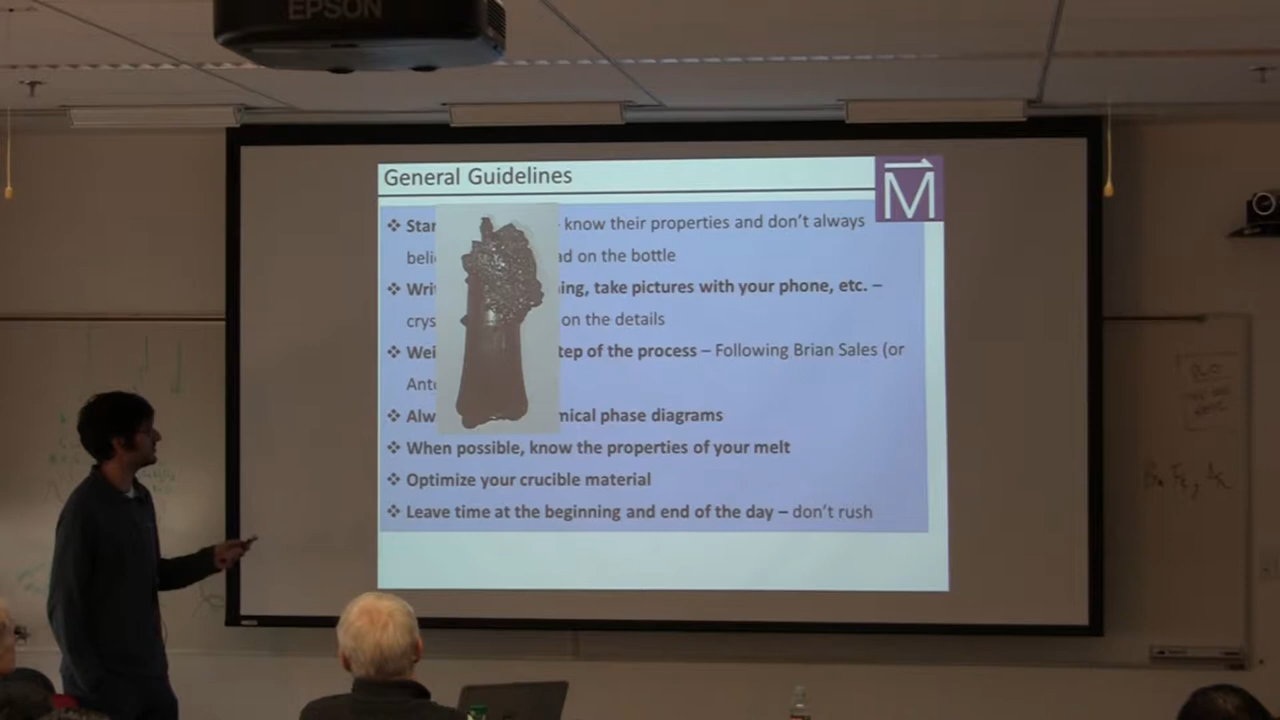 EPSON
General Guidelines
M
❖ Star know their properties and don't always
beli ad on the bottle
❖ Wri ing, take pictures with your phone, etc. –
crys on the details
❖ Wei tep of the process – Following Brian Sales (or
Ant
❖ Alw mical phase diagrams
❖ When possible, know the properties of your melt
❖ Optimize your crucible material
❖ Leave time at the beginning and end of the day – don't rush